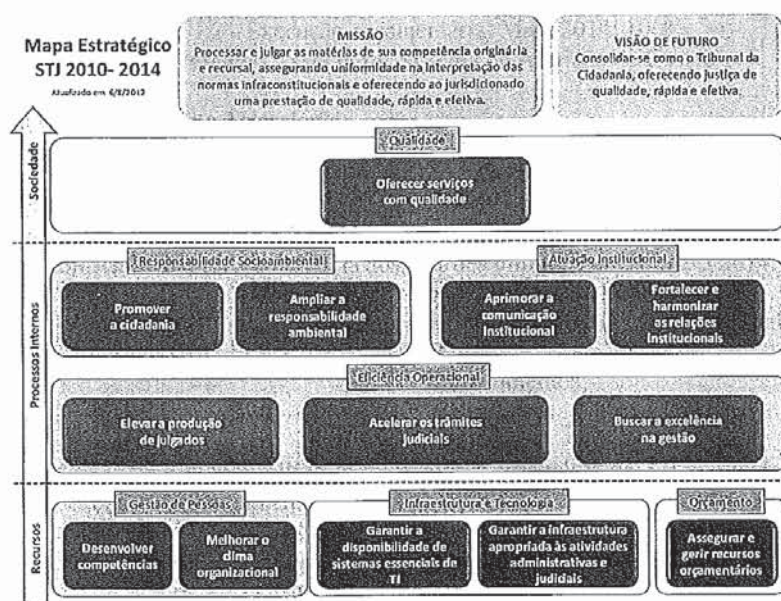 Mapa Estratégico
STJ 2010- 2014
Atualizado em 6/8/2013
MISSÃO
Processar e julgar as matérias de sua competência originária
e recursal, assegurando uniformidade na interpretação das
normas infraconstitucionais e oferecendo ao jurisdicionado
uma prestação de qualidade, rápida e efetiva.
VISÃO DE FUTURO
Consolidar-se como o Tribunal da
Cidadania, oferecendo justiça de
qualidade, rápida e efetiva.
Sociedade
Qualidade
Oferecer serviços
com qualidade
Processos Internos
Responsabilidade Socioambiental
Promover
a cidadania
Ampliar a
responsabilidade
ambiental
Atuação Institucional
Aprimorar a
comunicação
Institucional
Fortalecer e
harmonizar
as relações
Institucionais
Eficiência Operacional
Elevar a produção
de julgados
Acelerar os trâmites
judiciais
Buscar a excelência
na gestão
Recursos
Gestão de Pessoas
Desenvolver
competências
Melhorar o
clima
organizacional
Infraestrutura e Tecnologia
Garantir a
disponibilidade de
sistemas essenciais de
TI
Garantir a infraestrutura
apropriada às atividades
administrativas e
judiciais
Orçamento
Assegurar e
gerir recursos
orçamentários